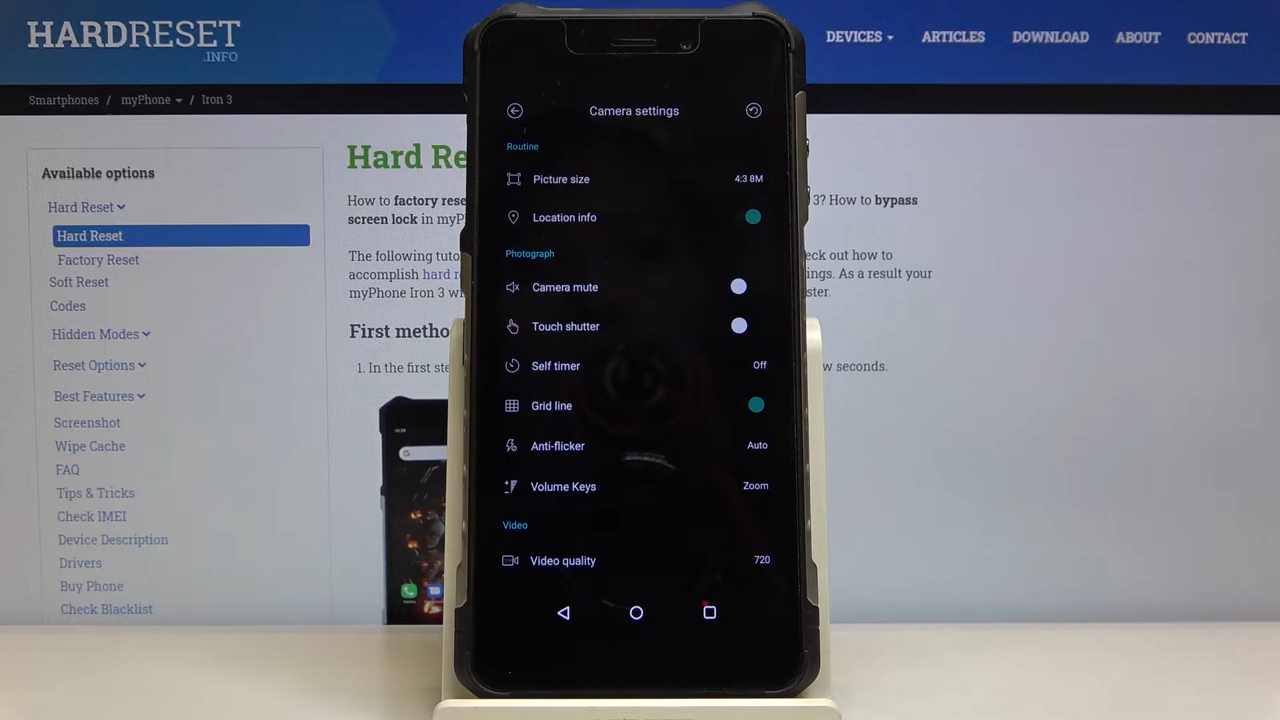 HARDRESET
.INFO
DEVICES
ARTICLES
DOWNLOAD
ABOUT
CONTACT
Smartphones / myPhone / Iron 3
Available options
Hard Reset
Hard Reset
Factory Reset
Soft Reset
Codes
Hidden Modes
Reset Options
Best Features
Screenshot
Wipe Cache
FAQ
Tips & Tricks
Check IMEI
Device Description
Drivers
Buy Phone
Check Blacklist
Hard Re
How to factory rese
3? How to bypass
screen lock in myP
The following tuto
eck out how to
accomplish hard r
ings. As a result your
myPhone Iron 3 w
ster.
First metho
1. In the first ste
w seconds.
Camera settings
Routine
Picture size 4:3 8M
Location info
Photograph
Camera mute
Touch shutter
Self timer Off
Grid line
Anti-flicker Auto
Volume Keys Zoom
Video
Video quality 720